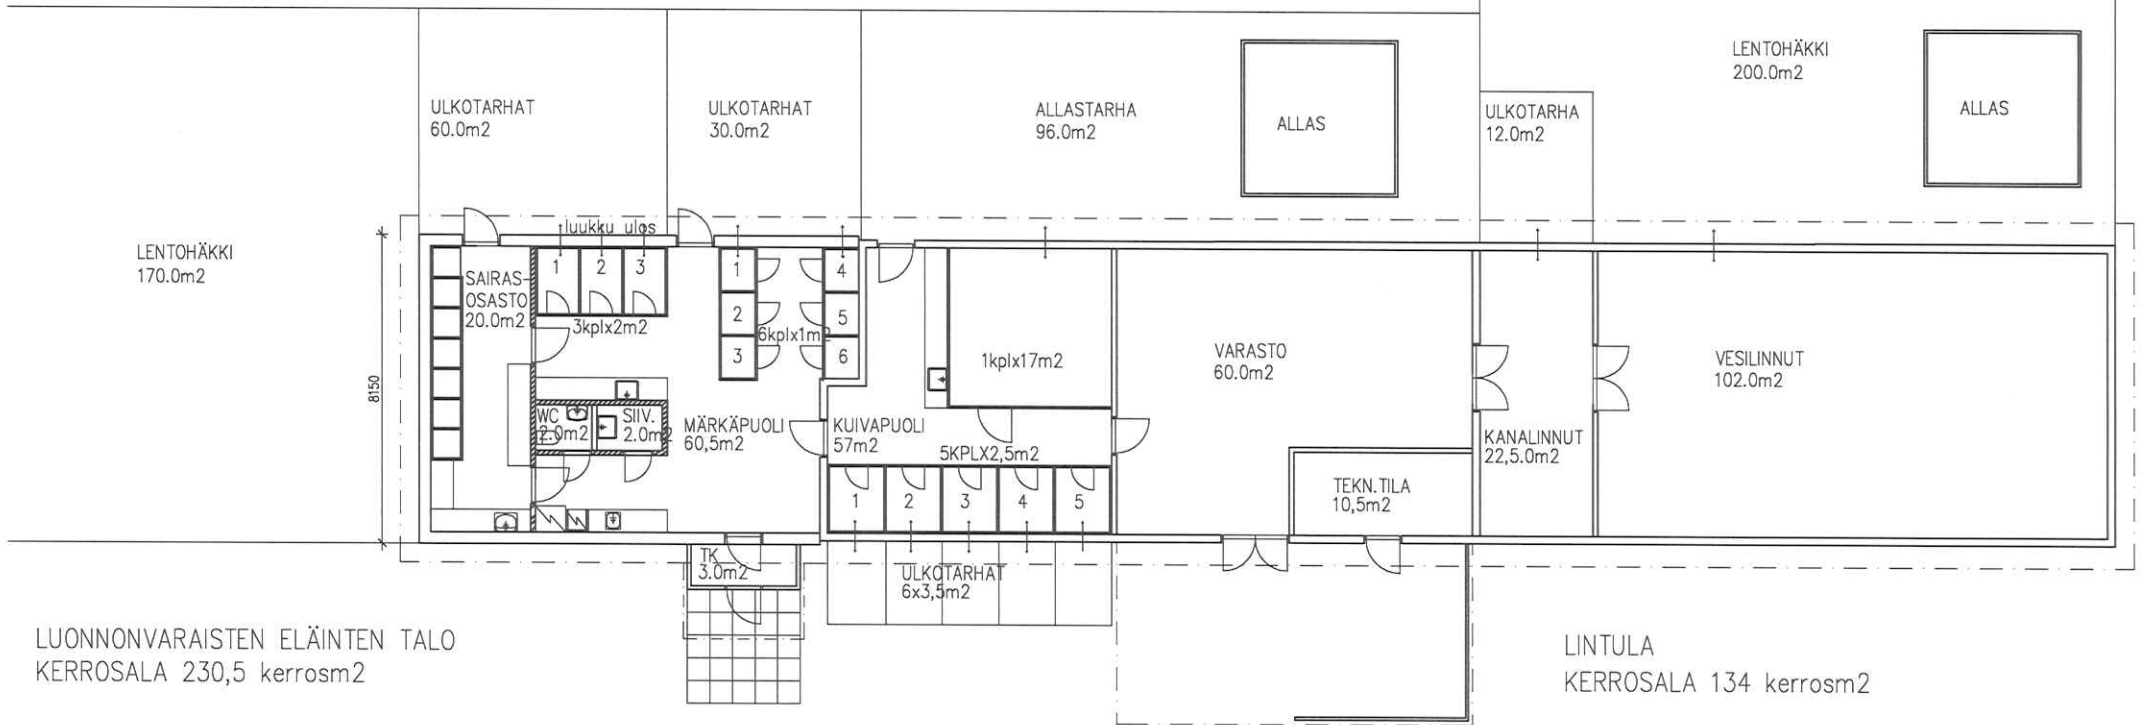 LENTOHÄKKI
200.0m2
ULKOTARHAT
60.0m2
ULKOTARHAT
30.0m2
ALLASTARHA
96.0m2
ALLAS
ULKOTARHA
12.0m2
ALLAS
LENTOHÄKKI
170.0m2
luukku ulos
SAIRAS-
OSASTO
20.0m2
1 2 3
3kplx2m2
1
2
3
6kplx1m2
4
5
6
1kplx17m2
VARASTO
60.0m2
VESILINNUT
102.0m2
8150
WC
2.0m2
SIIV.
2.0m2
MÄRKÄPUOLI
60,5m2
KUIVAPUOLI
57m2
5KPLX2,5m2
KANALINNUT
22,5.0m2
1 2 3 4 5
TEKN.TILA
10,5m2
TK
3.0m2
ULKOTARHAT
6x3,5m2
LUONNONVARAISTEN ELÄINTEN TALO
KERROSALA 230,5 kerrosm2
LINTULA
KERROSALA 134 kerrosm2